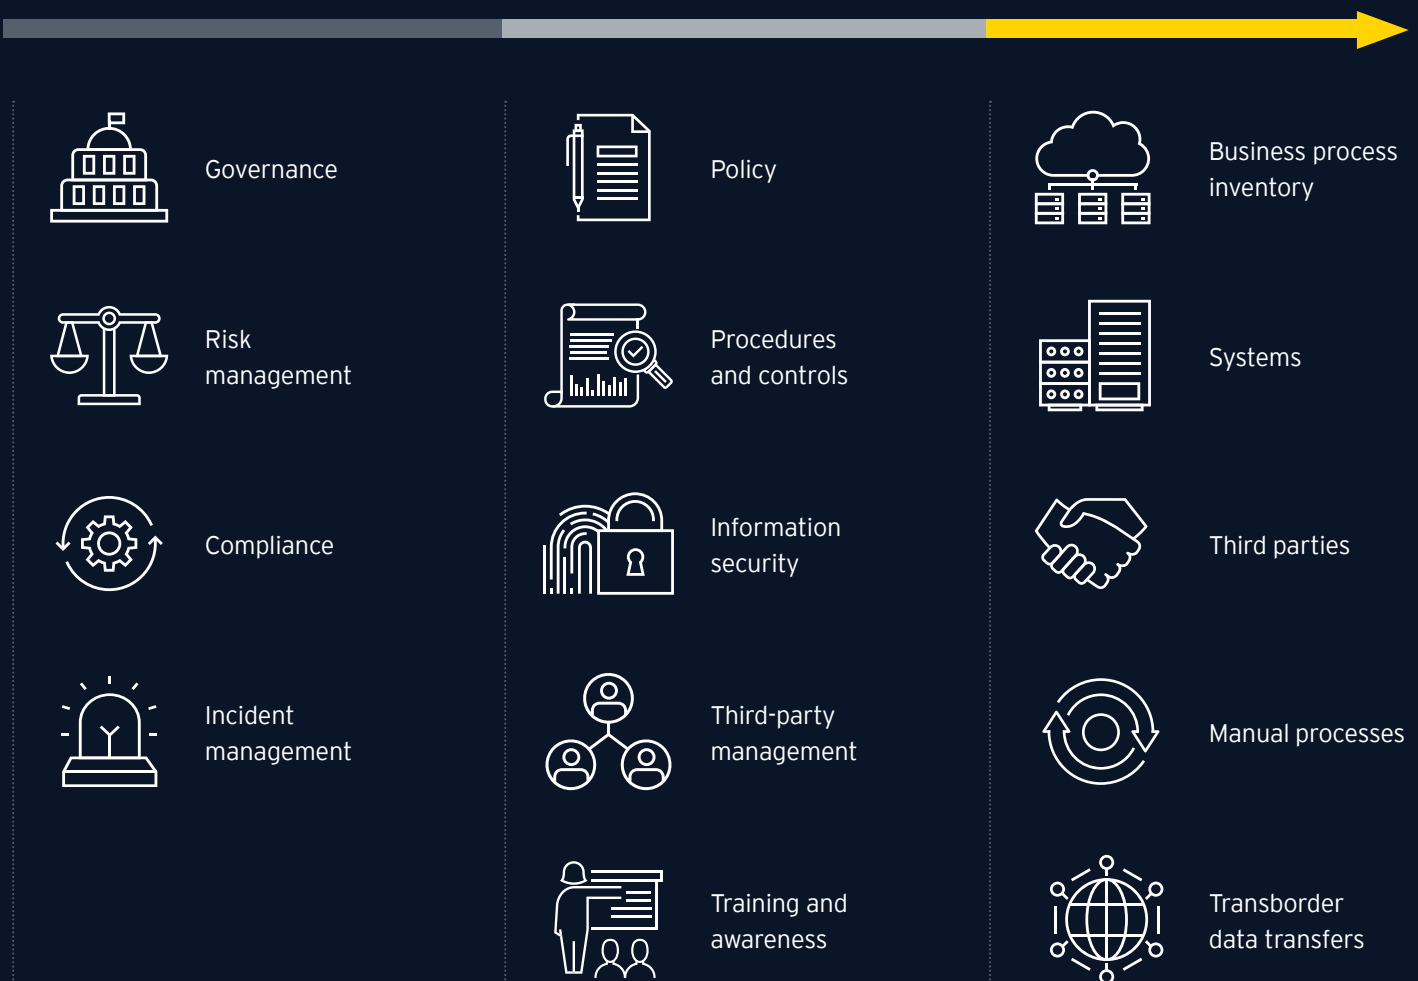 Governance
Risk
management
Compliance
Incident
management
Policy
Procedures
and controls
Information
security
Third-party
management
Training and
awareness
Business process
inventory
Systems
Third parties
Manual processes
Transborder
data transfers